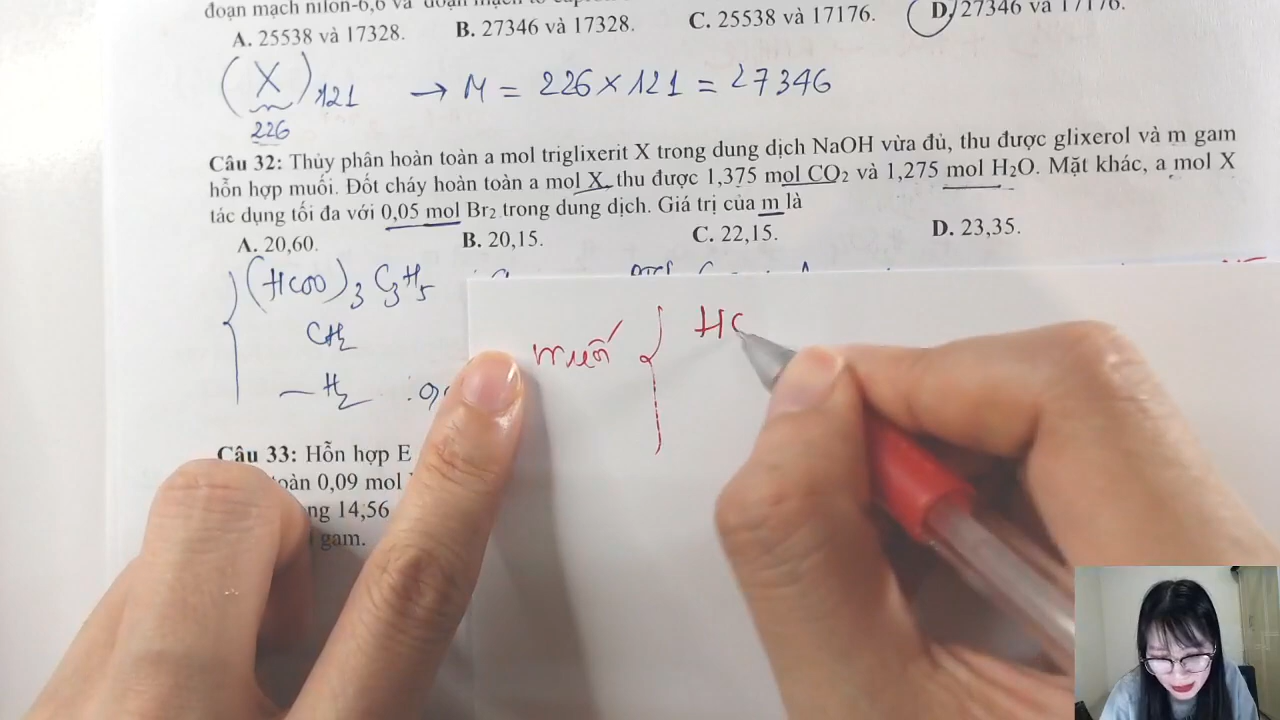 đoạn mạch nilon-6,6 và đoạn mạch tơ
A. 25538 và 17328. B. 27346 và 17328. C. 25538 và 17176. D. 27346 và 17176.
(X)121 → M = 226 × 121 = 27346
226
Câu 32: Thủy phân hoàn toàn a mol triglixerit X trong dung dịch NaOH vừa đủ, thu được glixerol và m gam
hỗn hợp muối. Đốt cháy hoàn toàn a mol X, thu được 1,375 mol CO2 và 1,275 mol H2O. Mặt khác, a mol X
tác dụng tối đa với 0,05 mol Br2 trong dung dịch. Giá trị của m là
A. 20,60. B. 20,15. C. 22,15. D. 23,35.
(HCOO)3 C3H5
CH2
-H2 :
muối { HC
Câu 33: Hỗn hợp E
toàn 0,09 mol
ng 14,56
gam.